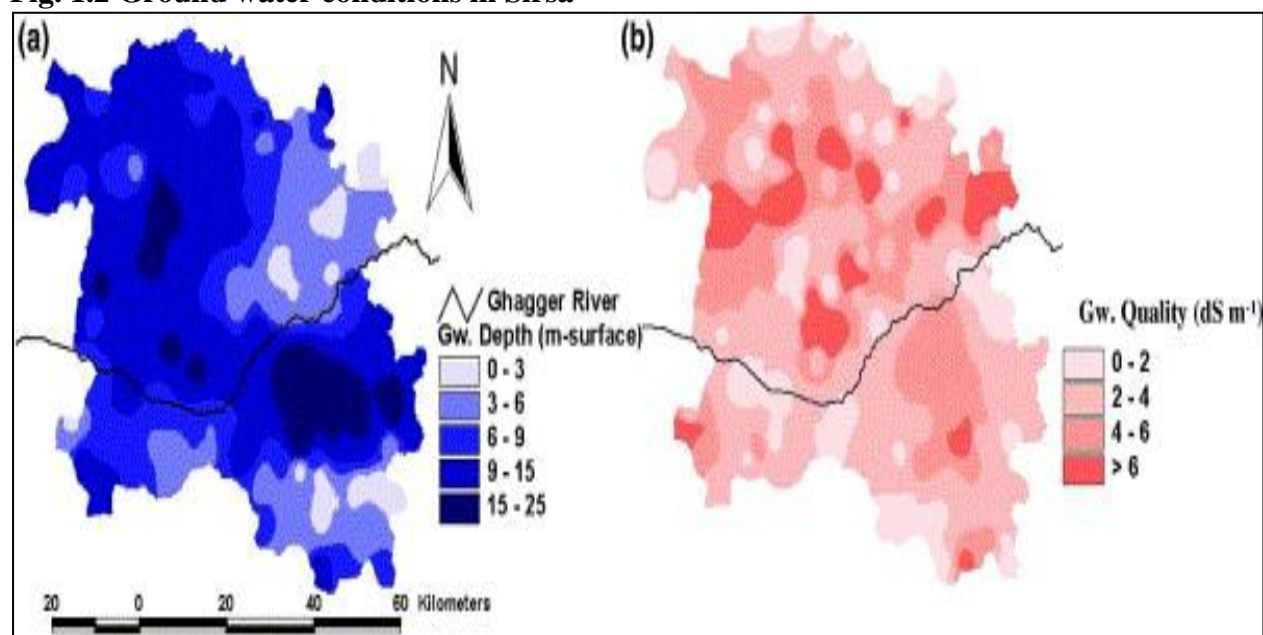 Fig. 1.2 Ground water conditions in Sirsa
(a)
N
Ghagger River
Gw. Depth (m-surface)
0 - 3
3 - 6
6 - 9
9 - 15
15 - 25
20 0 20 40 60 Kilometers
(b)
Gw. Quality (dS m⁻¹)
0 - 2
2 - 4
4 - 6
> 6